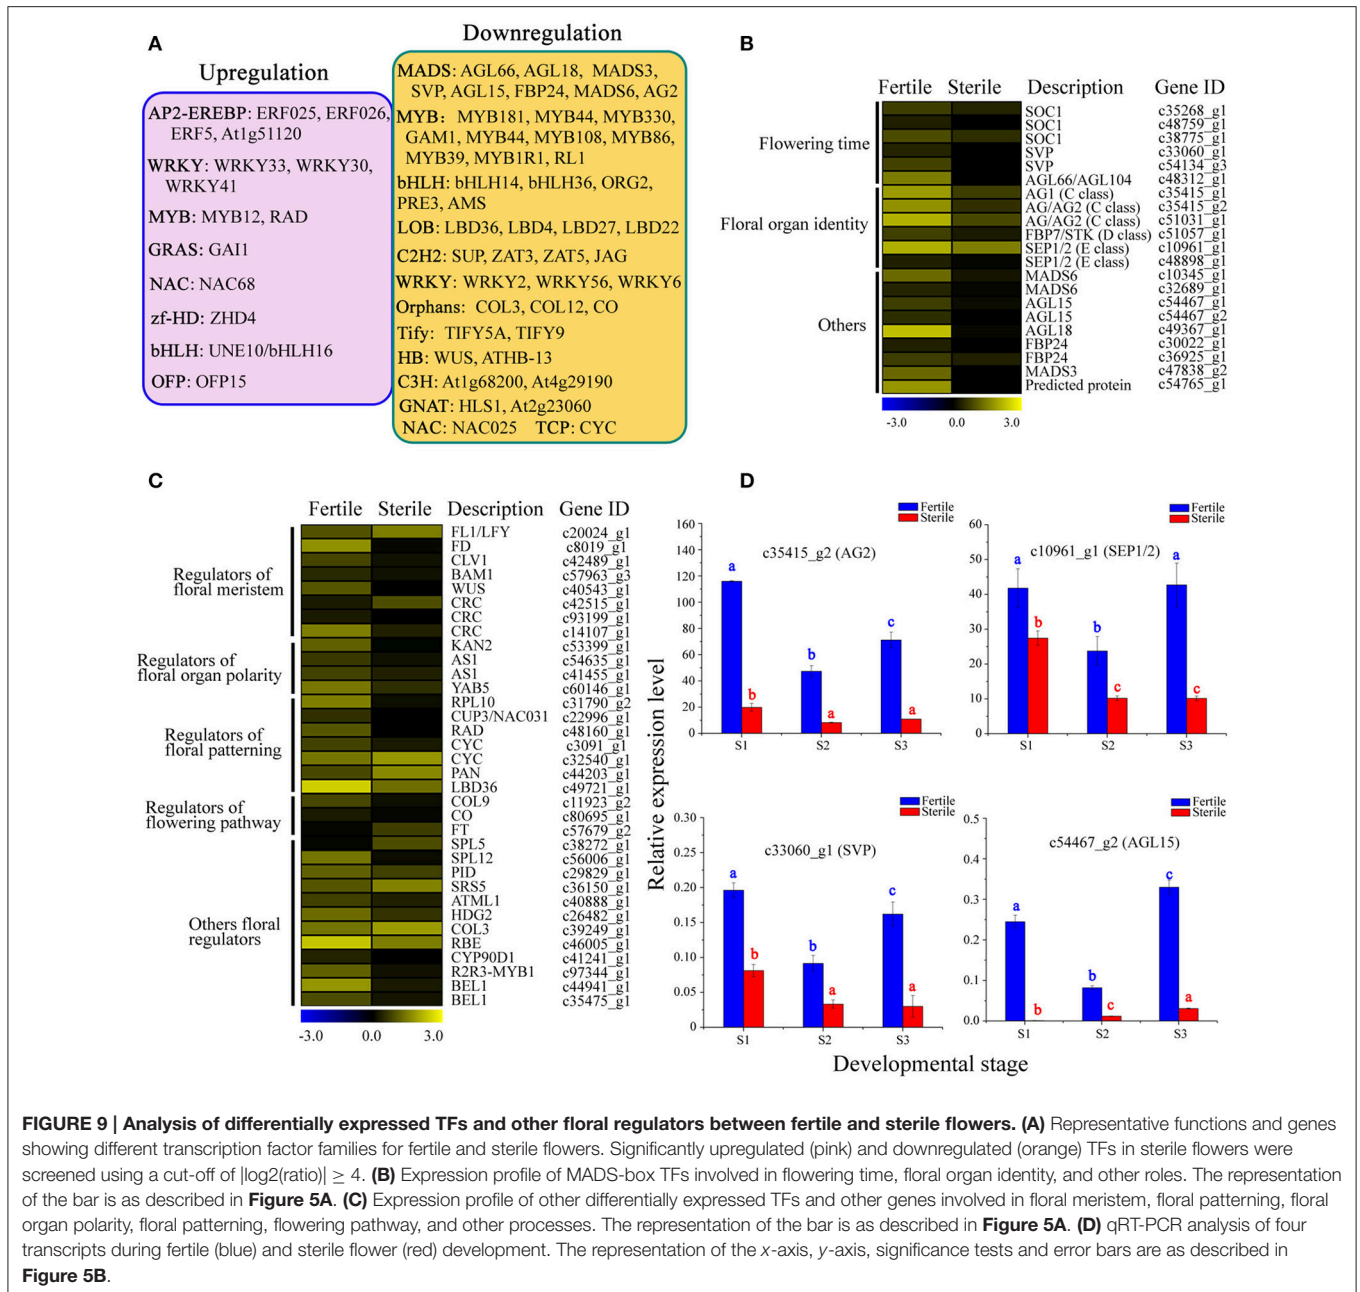 A
Upregulation
AP2-EREBP: ERF025, ERF026,
ERF5, At1g51120
WRKY: WRKY33, WRKY30,
WRKY41
MYB: MYB12, RAD
GRAS: GAI1
NAC: NAC68
zf-HD: ZHD4
bHLH: UNE10/bHLH16
OFP: OFP15
Downregulation
MADS: AGL66, AGL18, MADS3,
SVP, AGL15, FBP24, MADS6, AG2
MYB: MYB181, MYB44, MYB330,
GAM1, MYB44, MYB108, MYB86,
MYB39, MYB1R1, RL1
bHLH: bHLH14, bHLH36, ORG2,
PRE3, AMS
LOB: LBD36, LBD4, LBD27, LBD22
C2H2: SUP, ZAT3, ZAT5, JAG
WRKY: WRKY2, WRKY56, WRKY6
Orphans: COL3, COL12, CO
Tify: TIFY5A, TIFY9
HB: WUS, ATHB-13
C3H: At1g68200, At4g29190
GNAT: HLS1, At2g23060
NAC: NAC025 TCP: CYC
B
Fertile Sterile Description Gene ID
Flowering time
SOC1 c35268_g1
SOC1 c48759_g1
SOC1 c38775_g1
SVP c33060_g1
SVP c54134_g3
AGL66/AGL104 c48312_g1
Floral organ identity
AG1 (C class) c35415_g1
AG/AG2 (C class) c35415_g2
AG/AG2 (C class) c51031_g1
FBP7/STK (D class) c51057_g1
SEP1/2 (E class) c10961_g1
SEP1/2 (E class) c48898_g1
Others
MADS6 c10345_g1
MADS6 c32689_g1
AGL15 c54467_g1
AGL15 c54467_g2
AGL18 c49367_g1
FBP24 c30022_g1
FBP24 c36925_g1
MADS3 c47838_g2
Predicted protein c54765_g1
-3.0 0.0 3.0
C
Fertile Sterile Description Gene ID
Regulators of
floral meristem
FL1/LFY c20024_g1
FD c8019_g1
CLV1 c42489_g1
BAM1 c57963_g3
WUS c40543_g1
CRC c42515_g1
CRC c93199_g1
CRC c14107_g1
Regulators of
floral organ polarity
KAN2 c53399_g1
AS1 c54635_g1
AS1 c41455_g1
YAB5 c60146_g1
Regulators of
floral patterning
RPL10 c31790_g2
CUP3/NAC031 c22996_g1
RAD c48160_g1
CYC c3091_g1
CYC c32540_g1
PAN c44203_g1
LBD36 c49721_g1
Regulators of
flowering pathway
COL9 c11923_g2
CO c80695_g1
FT c57679_g2
Others floral
regulators
SPL5 c38272_g1
SPL12 c56006_g1
PID c29829_g1
SRS5 c36150_g1
ATML1 c40888_g1
HDG2 c26482_g1
COL3 c39249_g1
RBE c46005_g1
CYP90D1 c41241_g1
R2R3-MYB1 c97344_g1
BEL1 c44941_g1
BEL1 c35475_g1
-3.0 0.0 3.0
D
Relative expression level
Fertile
Sterile
c35415_g2 (AG2)
160
140
120
100
80
60
40
20
0
a b b a c a
S1 S2 S3
Fertile
Sterile
c10961_g1 (SEP1/2)
60
50
40
30
20
10
0
a b b c a c
S1 S2 S3
Fertile
Sterile
c33060_g1 (SVP)
0.30
0.25
0.20
0.15
0.10
0.05
0
a b b a c a
S1 S2 S3
Fertile
Sterile
c54467_g2 (AGL15)
0.5
0.4
0.3
0.2
0.1
0.0
a b b c c a
S1 S2 S3
Developmental stage
FIGURE 9 | Analysis of differentially expressed TFs and other floral regulators between fertile and sterile flowers. (A) Representative functions and genes
showing different transcription factor families for fertile and sterile flowers. Significantly upregulated (pink) and downregulated (orange) TFs in sterile flowers were
screened using a cut-off of |log2(ratio)| ≥ 4. (B) Expression profile of MADS-box TFs involved in flowering time, floral organ identity, and other roles. The representation
of the bar is as described in Figure 5A. (C) Expression profile of other differentially expressed TFs and other genes involved in floral meristem, floral patterning, floral
organ polarity, floral patterning, flowering pathway, and other processes. The representation of the bar is as described in Figure 5A. (D) qRT-PCR analysis of four
transcripts during fertile (blue) and sterile flower (red) development. The representation of the x-axis, y-axis, significance tests and error bars are as described in
Figure 5B.